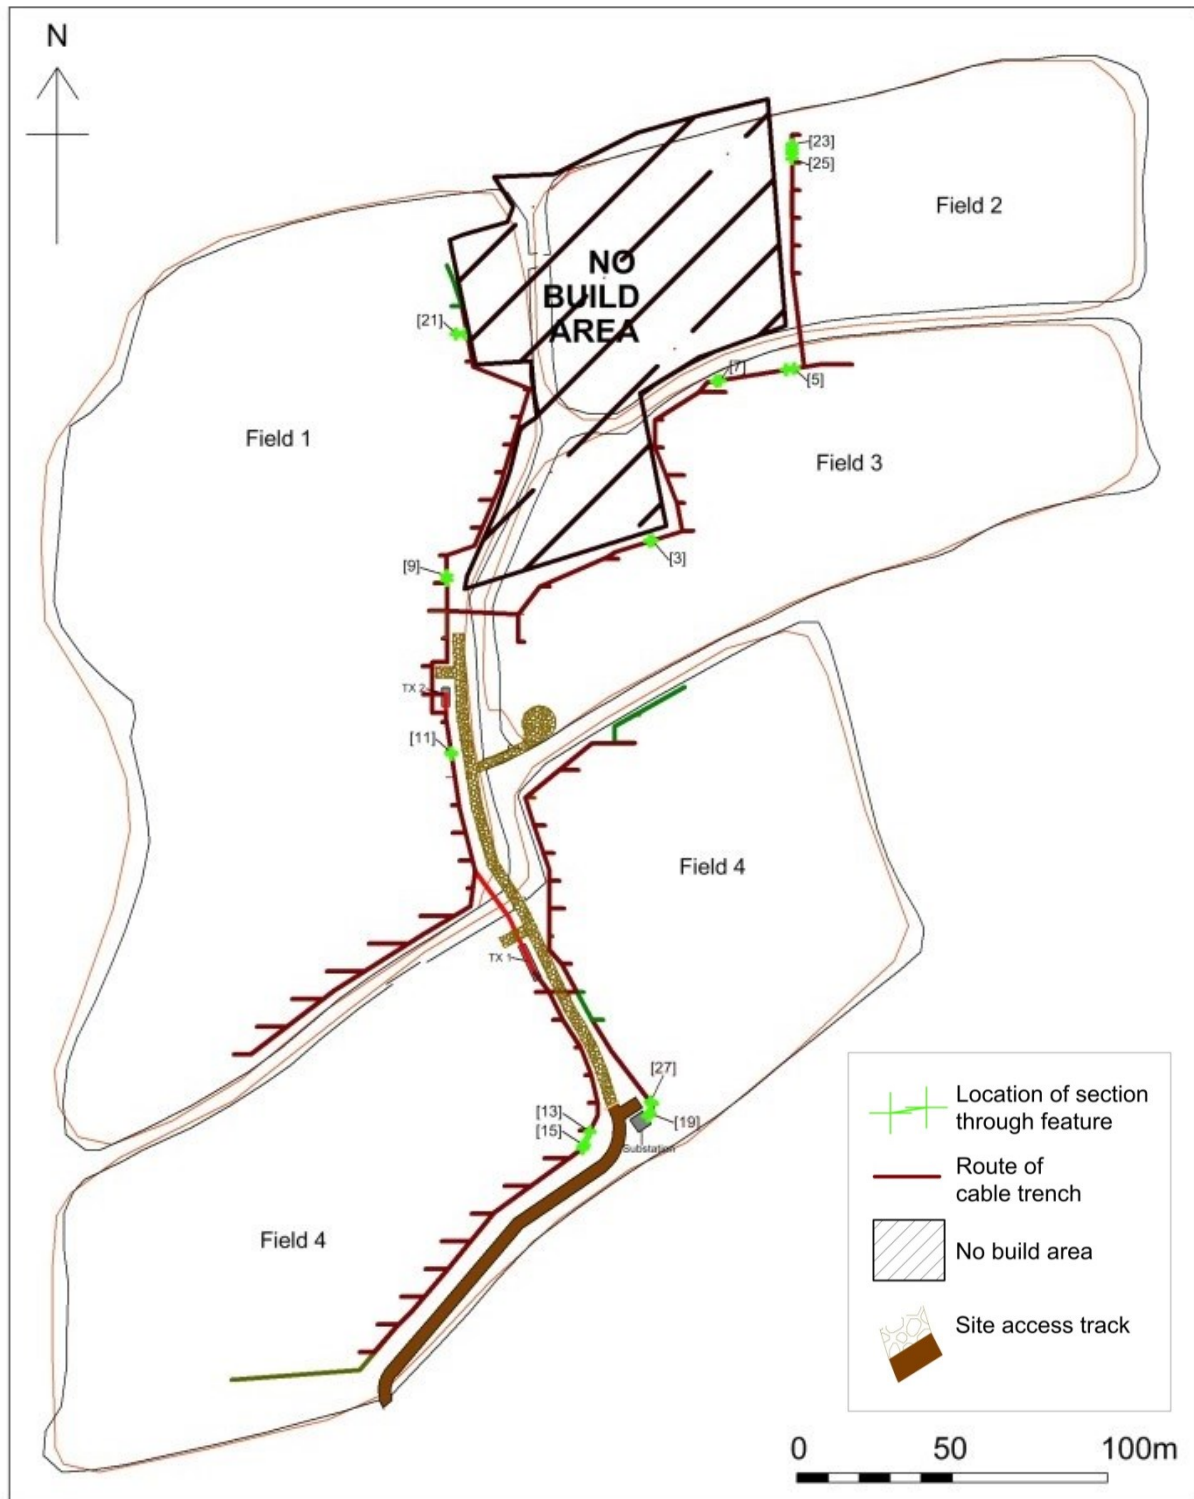 N
[23]
[25]
Field 2
NO
BUILD
AREA
[21]
[7]
[5]
Field 1
Field 3
[3]
[9]
TX 2
[11]
Field 4
TX 1
[27]
[13]
[15]
[19]
Substation
Field 4
Location of section
through feature
Route of
cable trench
No build area
Site access track
0 50 100m